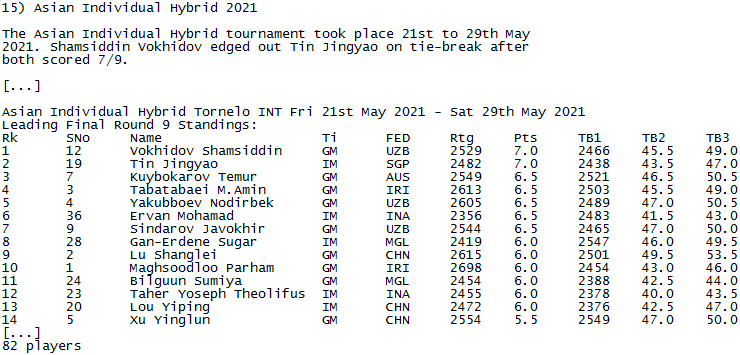 15) Asian Individual Hybrid 2021
The Asian Individual Hybrid tournament took place 21st to 29th May
2021. Shamsiddin Vokhidov edged out Tin Jingyao on tie-break after
both scored 7/9.
[...]
Asian Individual Hybrid Tornelo INT Fri 21st May 2021 - Sat 29th May 2021
Leading Final Round 9 Standings:
Rk SNo Name Ti FED Rtg Pts TB1 TB2 TB3
1 12 Vokhidov Shamsiddin GM UZB 2529 7.0 2466 45.5 49.0
2 19 Tin Jingyao IM SGP 2482 7.0 2438 43.5 47.0
3 7 Kuybokarov Temur GM AUS 2549 6.5 2521 46.5 50.5
4 3 Tabatabaei M.Amin GM IRI 2613 6.5 2503 45.5 49.5
5 4 Yakubboev Nodirbek GM UZB 2605 6.5 2489 47.0 50.5
6 36 Ervan Mohamad IM INA 2356 6.5 2483 41.5 43.0
7 9 Sindarov Javokhir GM UZB 2544 6.5 2465 47.0 50.0
8 28 Gan-Erdene Sugar IM MGL 2419 6.0 2547 46.0 49.5
9 2 Lu Shanglei GM CHN 2615 6.0 2501 49.5 53.5
10 1 Maghsoodloo Parham GM IRI 2698 6.0 2454 43.0 46.0
11 24 Bilguun Sumiya GM MGL 2454 6.0 2388 42.5 44.0
12 23 Taher Yoseph Theolifus IM INA 2455 6.0 2378 40.0 43.5
13 20 Lou Yiping IM CHN 2472 6.0 2376 42.5 47.0
14 5 Xu Yinglun GM CHN 2554 5.5 2549 47.0 50.0
[...]
82 players